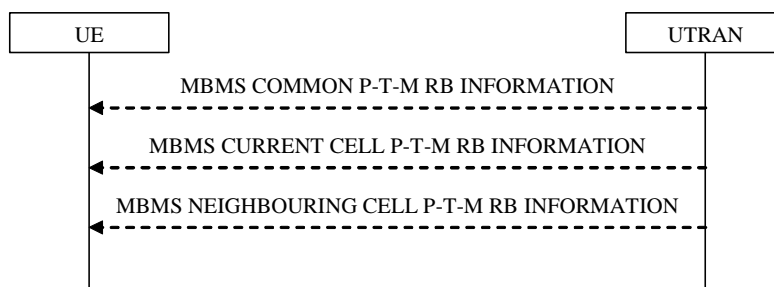 UE
UTRAN
MBMS COMMON P-T-M RB INFORMATION
MBMS CURRENT CELL P-T-M RB INFORMATION
MBMS NEIGHBOURING CELL P-T-M RB INFORMATION